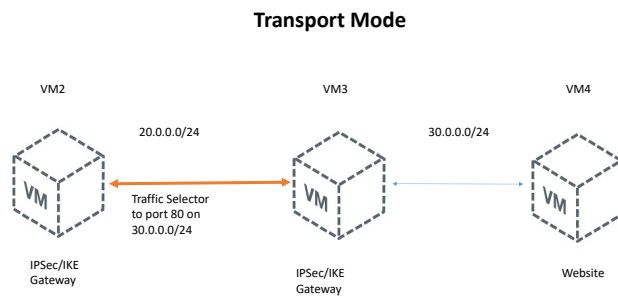 Transport Mode
VM2
VM3
VM4
20.0.0.0/24
30.0.0.0/24
VM
VM
VM
Traffic Selector
to port 80 on
30.0.0.0/24
IPSec/IKE
Gateway
IPSec/IKE
Gateway
Website